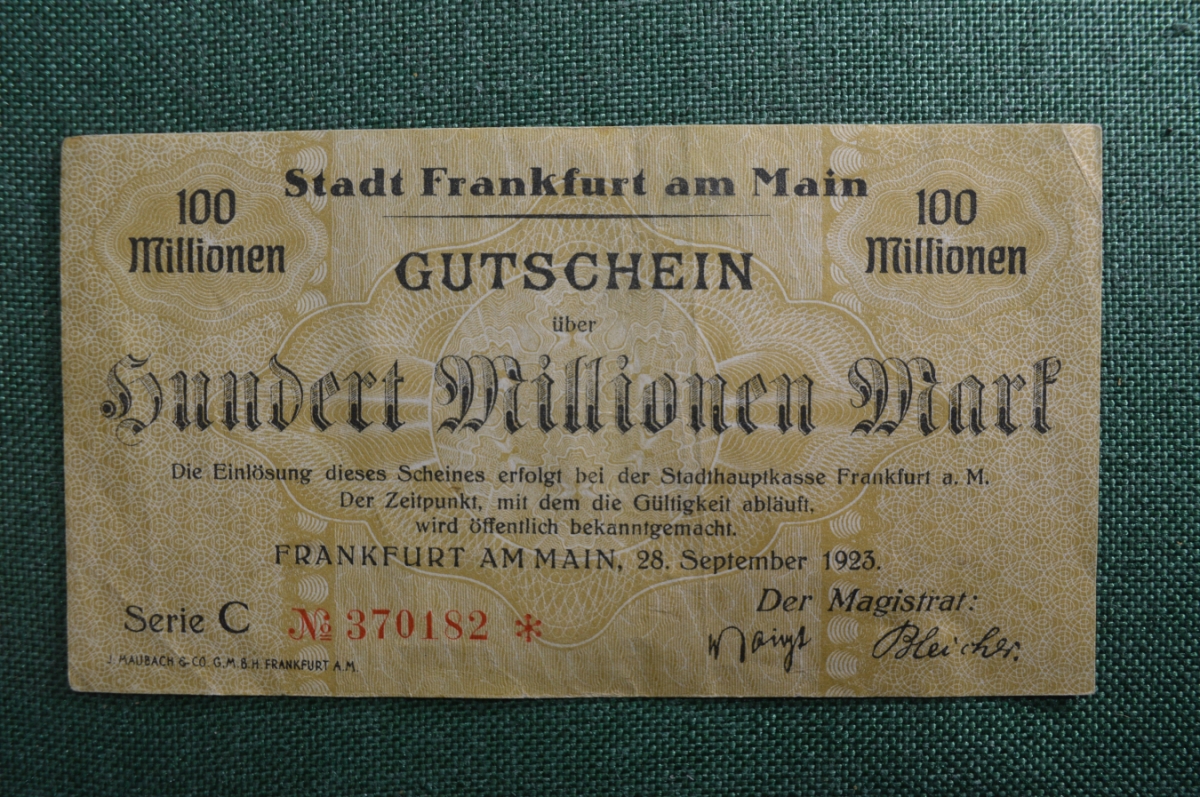 Stadt Frankfurt am Main
100 Millionen
100 Millionen
GUTSCHEIN
über
Hundert Millionen Mark
Die Einlösung dieses Scheines erfolgt bei der Stadthauptkasse Frankfurt a. M.
Der Zeitpunkt, mit dem die Gültigkeit abläuft,
wird öffentlich bekanntgemacht.
FRANKFURT AM MAIN, 28. September 1923.
Der Magistrat:
Serie C № 370182 *
Voigt Bleicher.
J. MAUBACH & CO. G.M.B.H. FRANKFURT A.M.